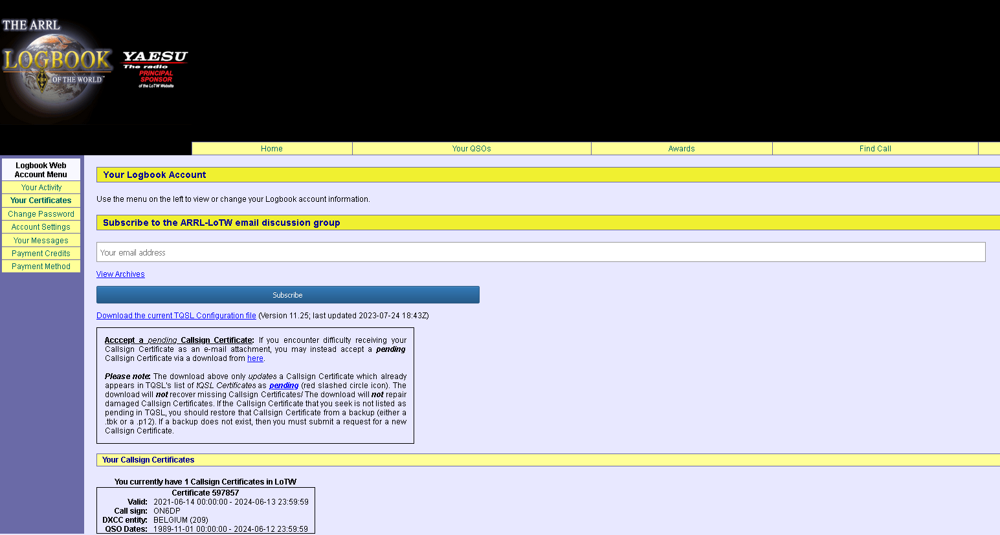 THE ARRL
LOGBOOK
OF THE WORLD™
YAESU
The radio
PRINCIPAL
SPONSOR
of the LoTW Website
Home
Your QSOs
Awards
Find Call
Logbook Web
Account Menu
Your Activity
Your Certificates
Change Password
Account Settings
Your Messages
Payment Credits
Payment Method
Your Logbook Account
Use the menu on the left to view or change your Logbook account information.
Subscribe to the ARRL-LoTW email discussion group
Your email address
View Archives
Subscribe
Download the current TQSL Configuration file (Version 11.25; last updated 2023-07-24 18:43Z)
Acccept a pending Callsign Certificate: If you encounter difficulty receiving your
Callsign Certificate as an e-mail attachment, you may instead accept a pending
Callsign Certificate via a download from here.
Please note: The download above only updates a Callsign Certificate which already
appears in TQSL's list of tQSL Certificates as pending (red slashed circle icon). The
download will not recover missing Callsign Certificates/ The download will not repair
damaged Callsign Certificates. If the Callsign Certificate that you seek is not listed as
pending in TQSL, you should restore that Callsign Certificate from a backup (either a
.tbk or a .p12). If a backup does not exist, then you must submit a request for a new
Callsign Certificate.
Your Callsign Certificates
You currently have 1 Callsign Certificates in LoTW
Certificate 597857
Valid: 2021-06-14 00:00:00 - 2024-06-13 23:59:59
Call sign: ON6DP
DXCC entity: BELGIUM (209)
QSO Dates: 1989-11-01 00:00:00 - 2024-06-12 23:59:59